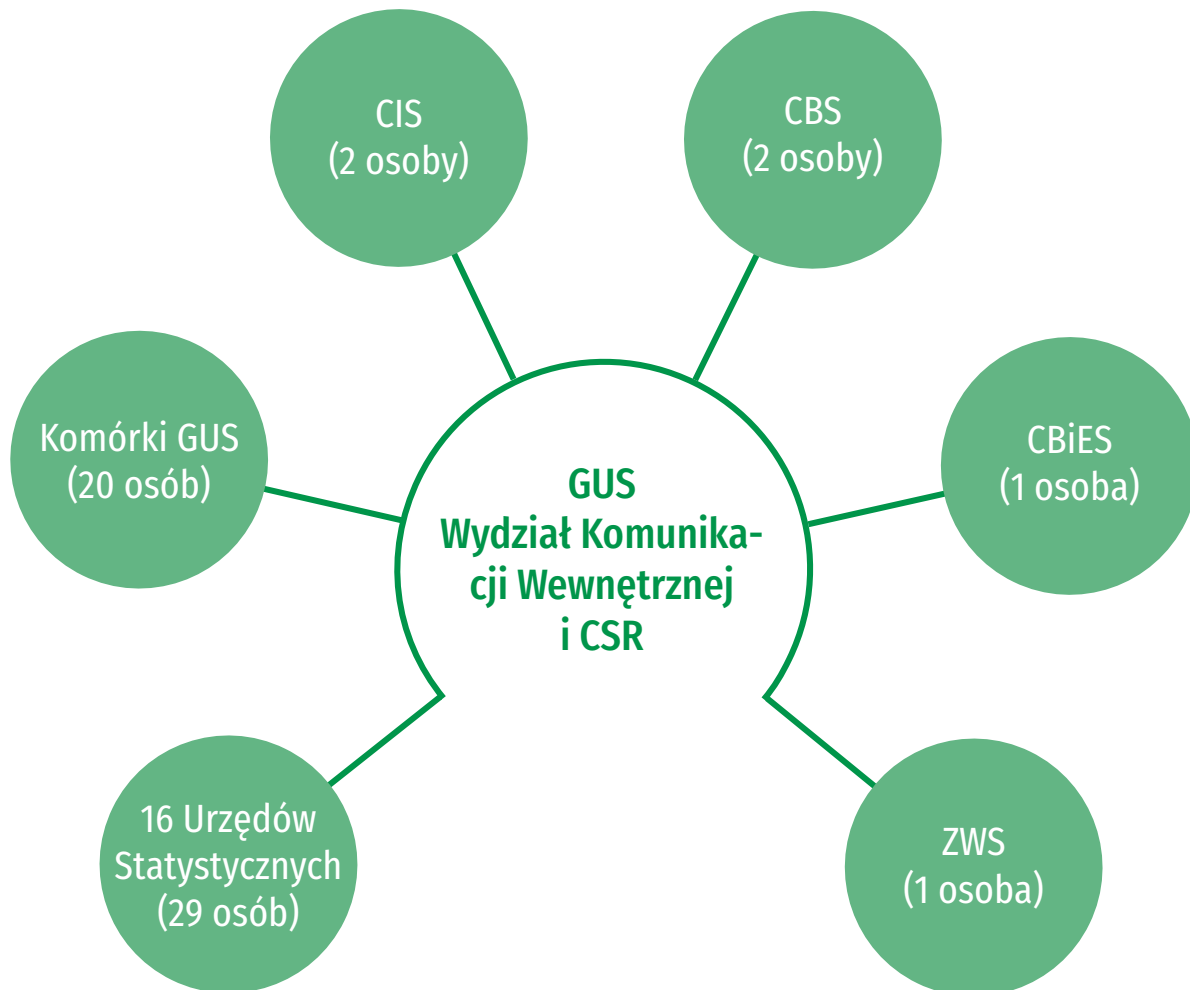 CIS
(2 osoby)
CBS
(2 osoby)
Komórki GUS
(20 osób)
CBiES
(1 osoba)
GUS
Wydział Komunika-
cji Wewnętrznej
i CSR
16 Urzędów
Statystycznych
(29 osób)
ZWS
(1 osoba)